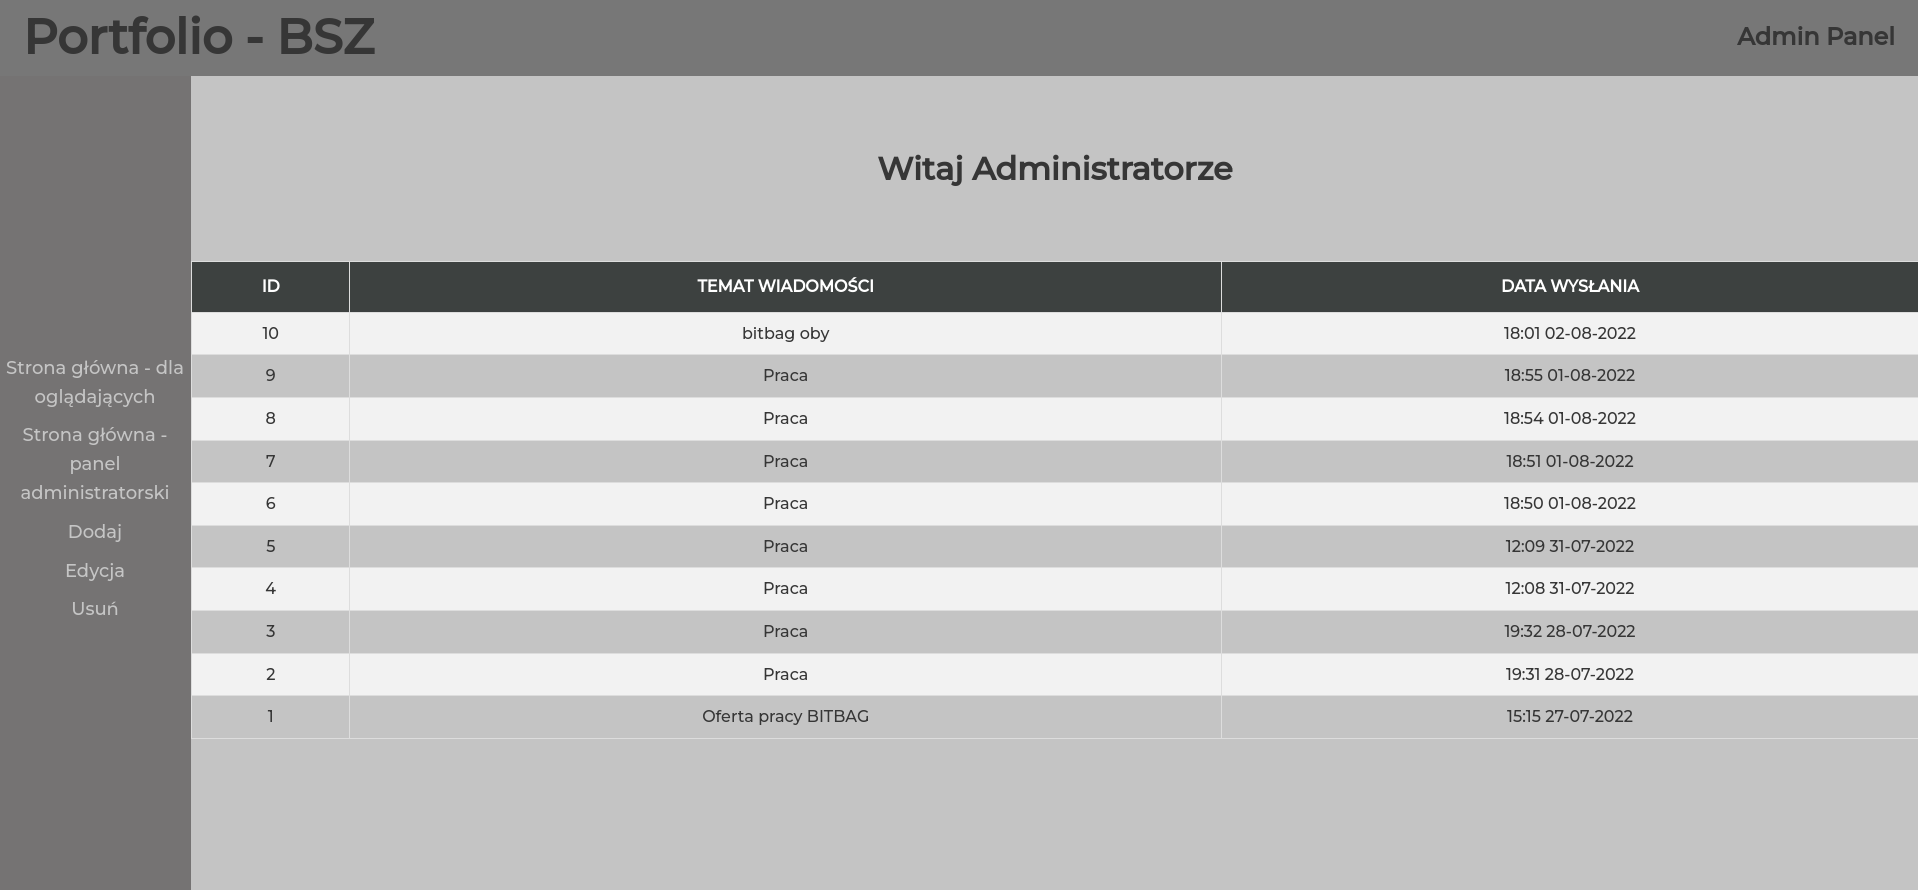 Portfolio - BSZ
Admin Panel
Strona główna - dla
oglądających
Strona główna -
panel
administratorski
Dodaj
Edycja
Usuń
Witaj Administratorze
ID TEMAT WIADOMOŚCI DATA WYSŁANIA
10 bitbag oby 18:01 02-08-2022
9 Praca 18:55 01-08-2022
8 Praca 18:54 01-08-2022
7 Praca 18:51 01-08-2022
6 Praca 18:50 01-08-2022
5 Praca 12:09 31-07-2022
4 Praca 12:08 31-07-2022
3 Praca 19:32 28-07-2022
2 Praca 19:31 28-07-2022
1 Oferta pracy BITBAG 15:15 27-07-2022